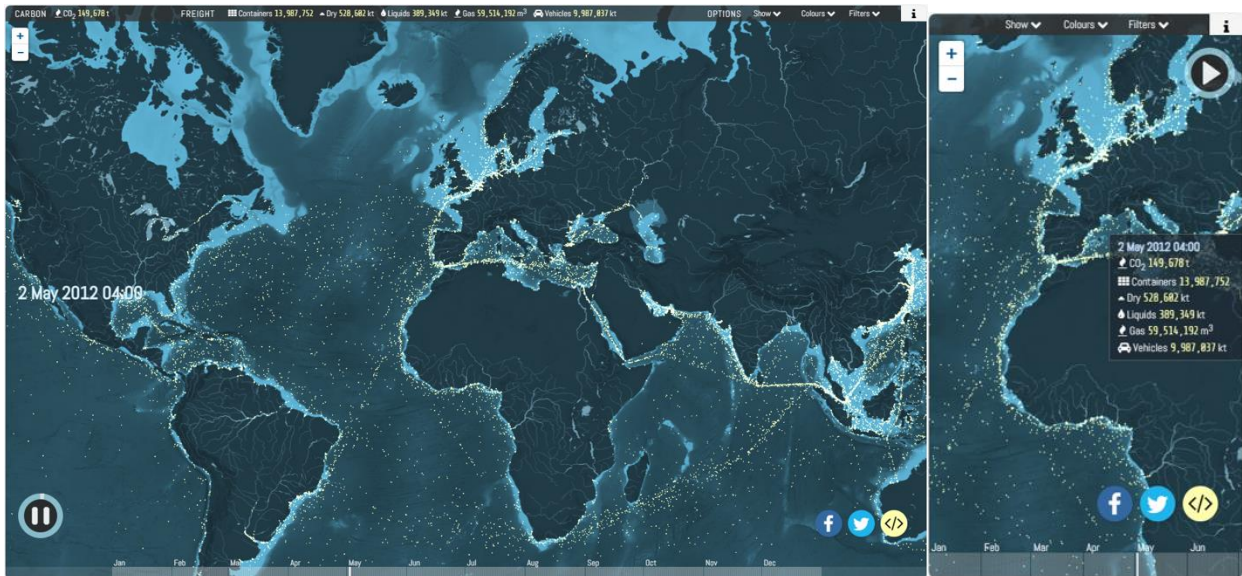 CARBON CO2 149,678 t FREIGHT Containers 13,987,752 Dry 528,602 kt Liquids 389,349 kt Gas 59,514,192 m3 Vehicles 9,987,037 kt OPTIONS Show Colours Filters i
+
−
2 May 2012 04:00
f </>
Jan Feb Mar Apr May Jun Jul Aug Sep Oct Nov Dec
Show Colours Filters i
+
−
2 May 2012 04:00
CO2 149,678 t
Containers 13,987,752
Dry 528,602 kt
Liquids 389,349 kt
Gas 59,514,192 m3
Vehicles 9,987,037 kt
f </>
Jan Feb Mar Apr May Jun